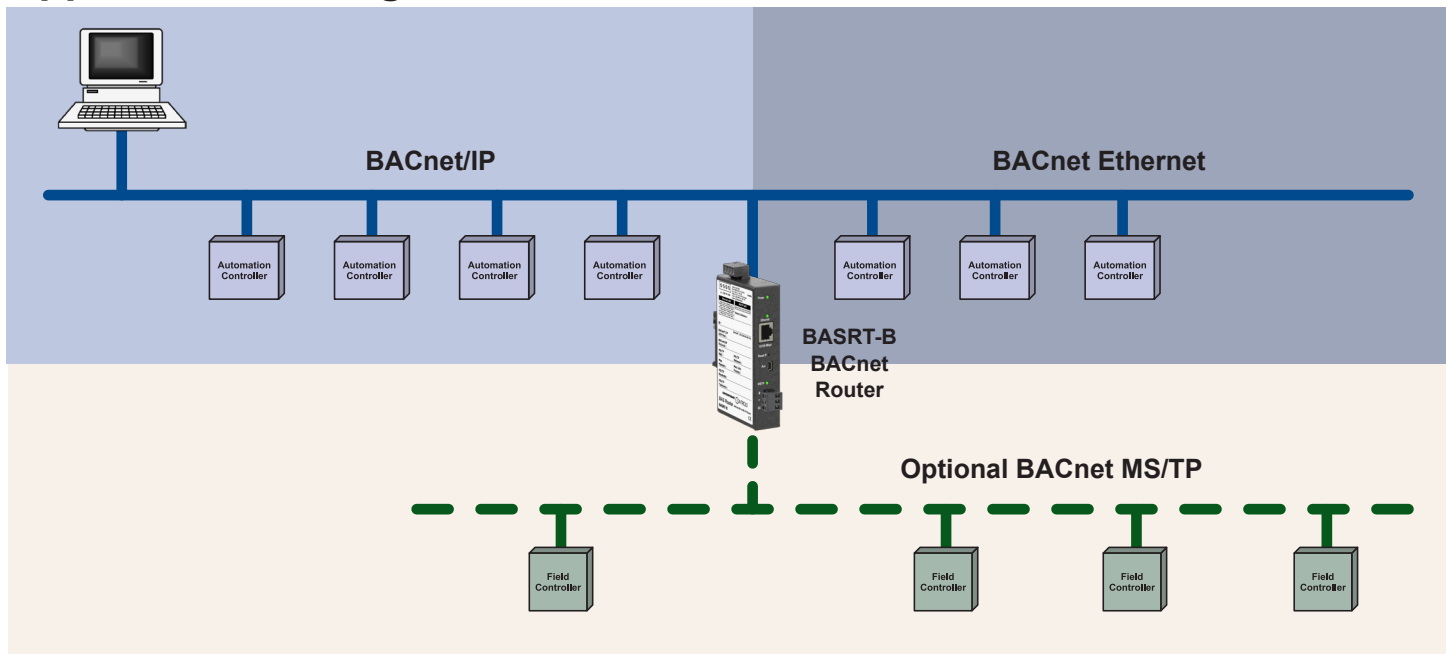 BACnet/IP
BACnet Ethernet
Automation
Controller
Automation
Controller
Automation
Controller
Automation
Controller
Automation
Controller
Automation
Controller
Automation
Controller
BASRT-B
BACnet
Router
Optional BACnet MS/TP
Field
Controller
Field
Controller
Field
Controller
Field
Controller